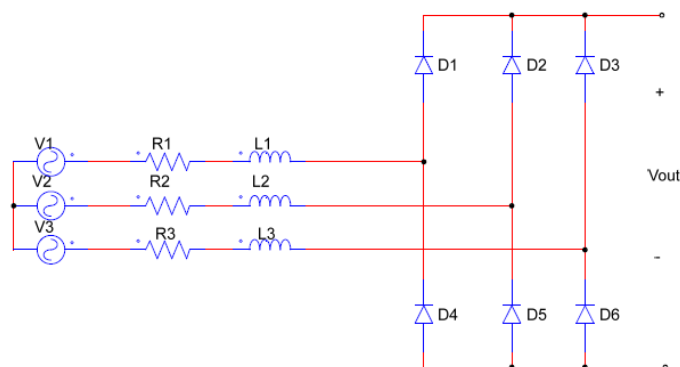 D1 D2 D3
+
V1 R1 L1
Vout
V2 R2 L2
V3 R3 L3
-
D4 D5 D6